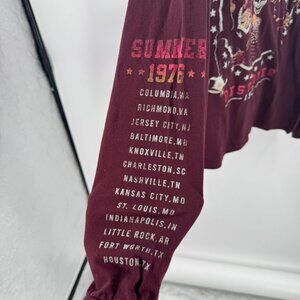 SUMMER
1976
COLUMBIA,WA
RICHMOND,VA
JERSEY CITY,NJ
BALTIMORE,MD
KNOXVILLE,TN
CHARLESTON,SC
NASHVILLE,TN
KANSAS CITY,MO
ST. LOUIS,MO
INDIANAPOLIS,IN
LITTLE ROCK,AR
FORT WORTH,TX
HOUSTON,TX